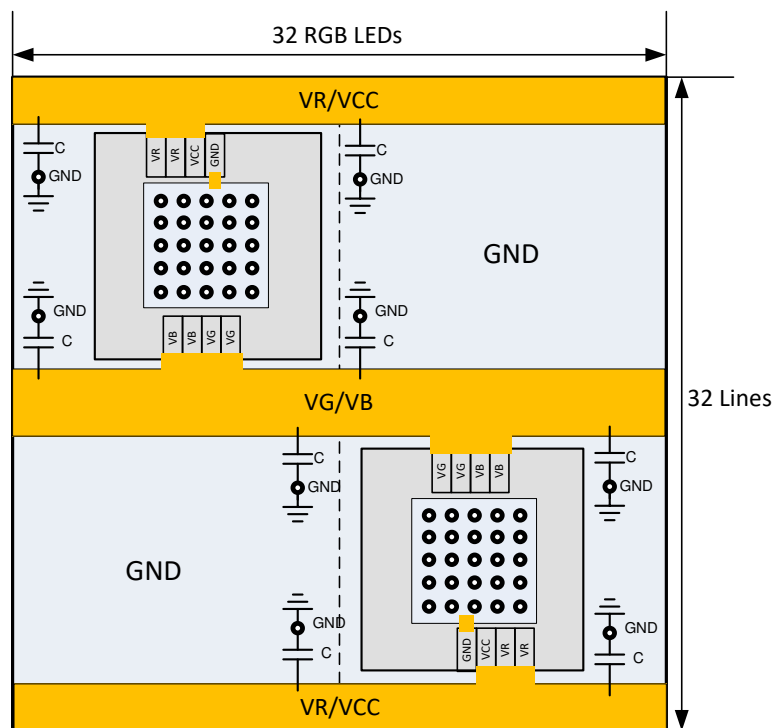 32 RGB LEDs
VR/VCC
VR
VR
VCC
GND
C
GND
C
GND
GND
GND
C
GND
C
VB
VB
VG
VG
VG/VB
32 Lines
C
GND
VG
VG
VB
VB
C
GND
GND
GND
C
GND
VCC
VR
VR
GND
C
VR/VCC